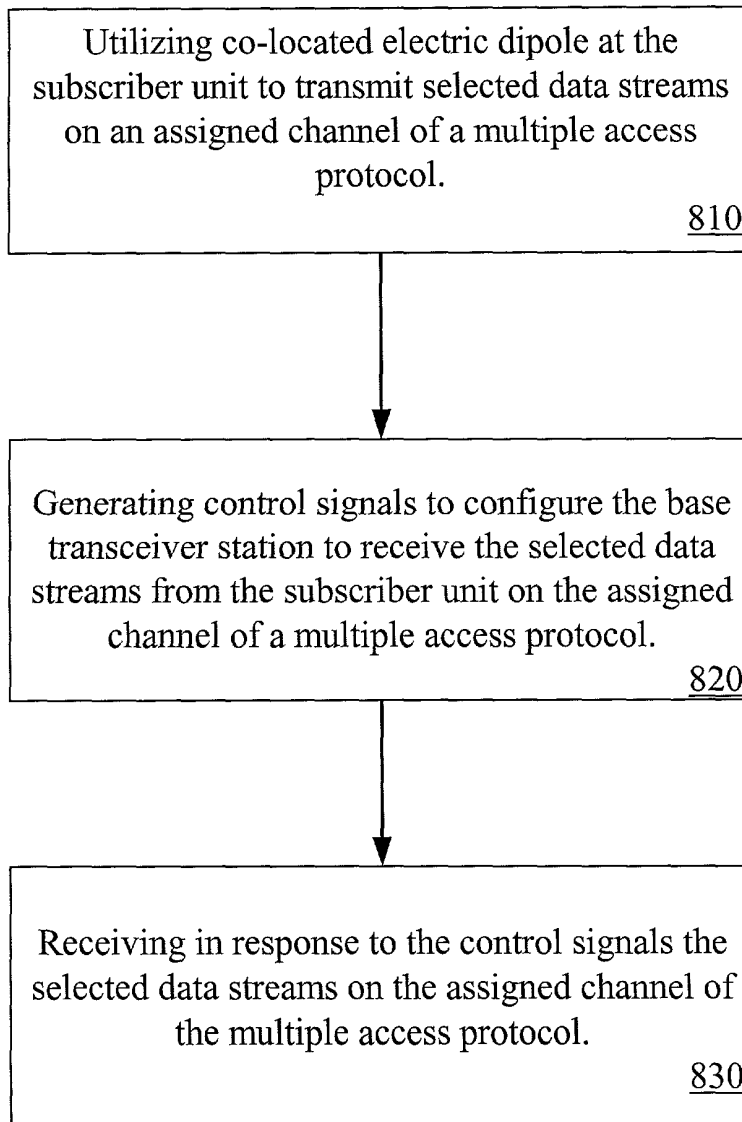 Utilizing co-located electric dipole at the
subscriber unit to transmit selected data streams
on an assigned channel of a multiple access
protocol.
810
Generating control signals to configure the base
transceiver station to receive the selected data
streams from the subscriber unit on the assigned
channel of a multiple access protocol.
820
Receiving in response to the control signals the
selected data streams on the assigned channel of
the multiple access protocol.
830